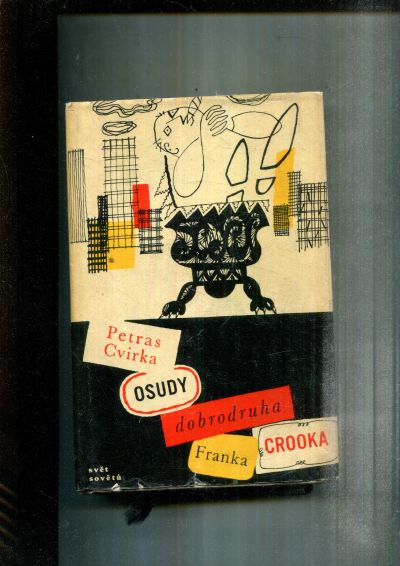 Petras
Cvirka
OSUDY
dobrodruha
Franka
CROOKA
svět
sovětů